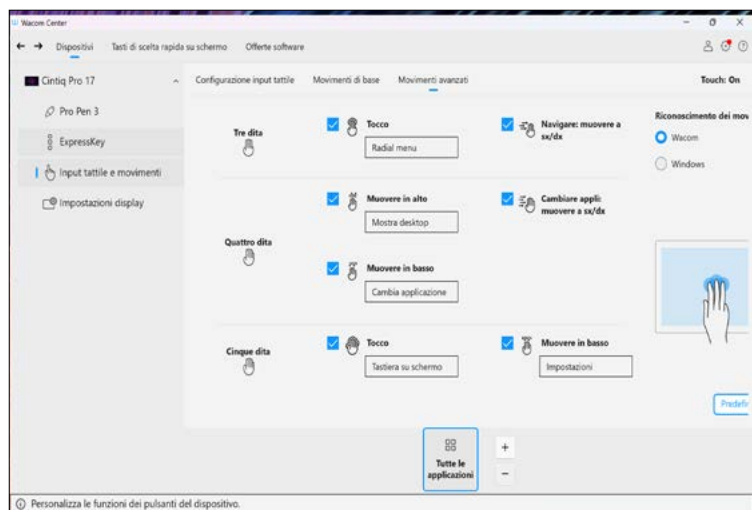 Wacom Center
Dispositivi Tasti di scelta rapida su schermo Offerte software
Cintiq Pro 17
Pro Pen 3
ExpressKey
Input tattile e movimenti
Impostazioni display
Configurazione input tattile Movimenti di base Movimenti avanzati Touch: On
Tre dita
Tocco
Radial menu
Navigare: muovere a
sx/dx
Riconoscimento dei mov
Wacom
Windows
Quattro dita
Muovere in alto
Mostra desktop
Cambiare appli:
muovere a sx/dx
Muovere in basso
Cambia applicazione
Cinque dita
Tocco
Tastiera su schermo
Muovere in basso
Impostazioni
Predefi
Tutte le
applicazioni
Personalizza le funzioni dei pulsanti del dispositivo.